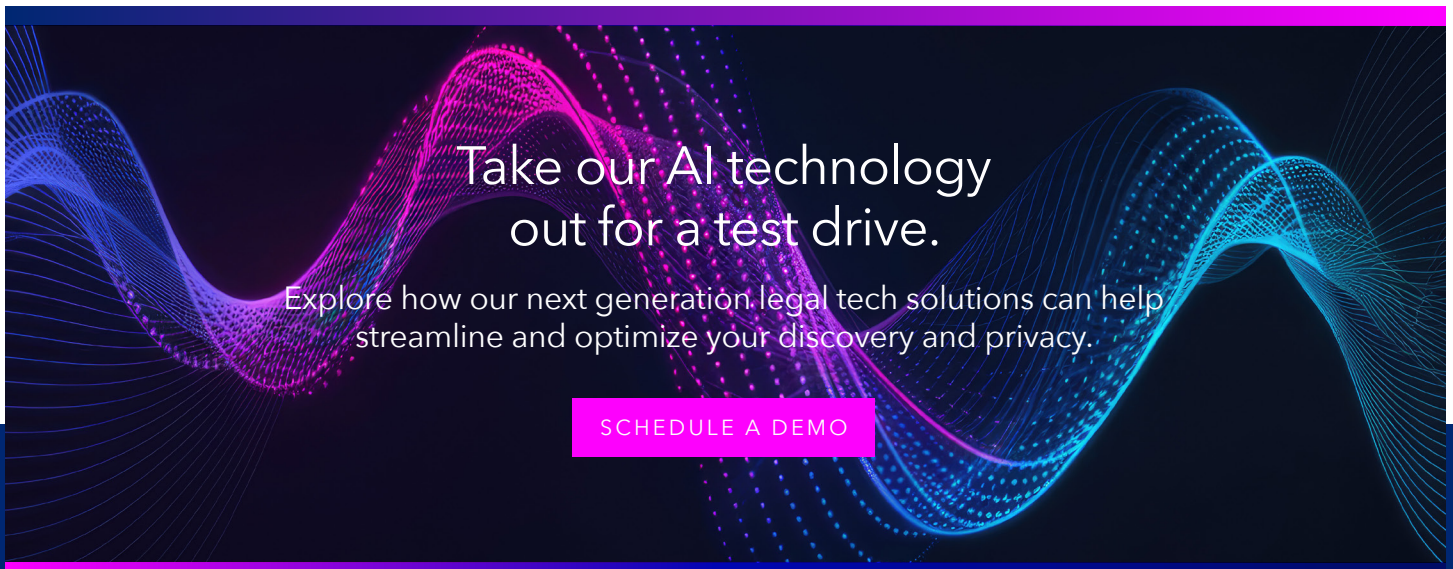 Take our AI technology
out for a test drive.
Explore how our next generation legal tech solutions can help
streamline and optimize your discovery and privacy.
SCHEDULE A DEMO